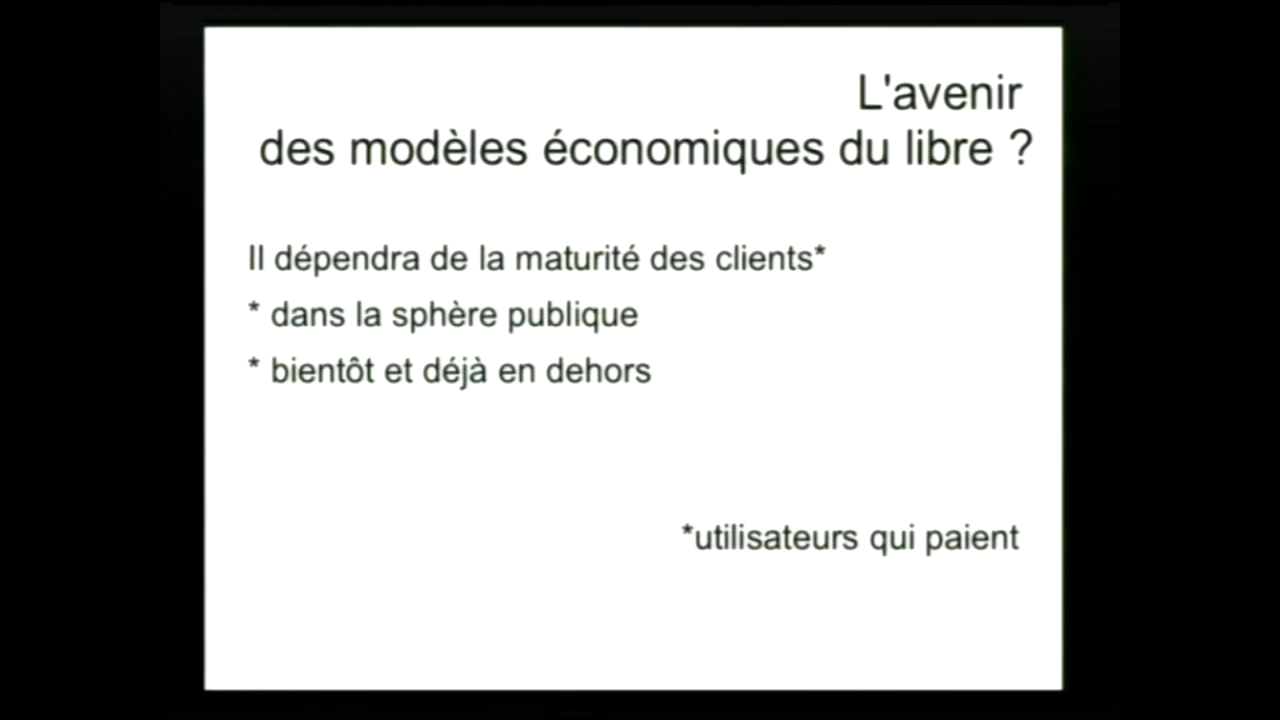 L'avenir
des modèles économiques du libre ?
Il dépendra de la maturité des clients*
* dans la sphère publique
* bientôt et déjà en dehors
*utilisateurs qui paient